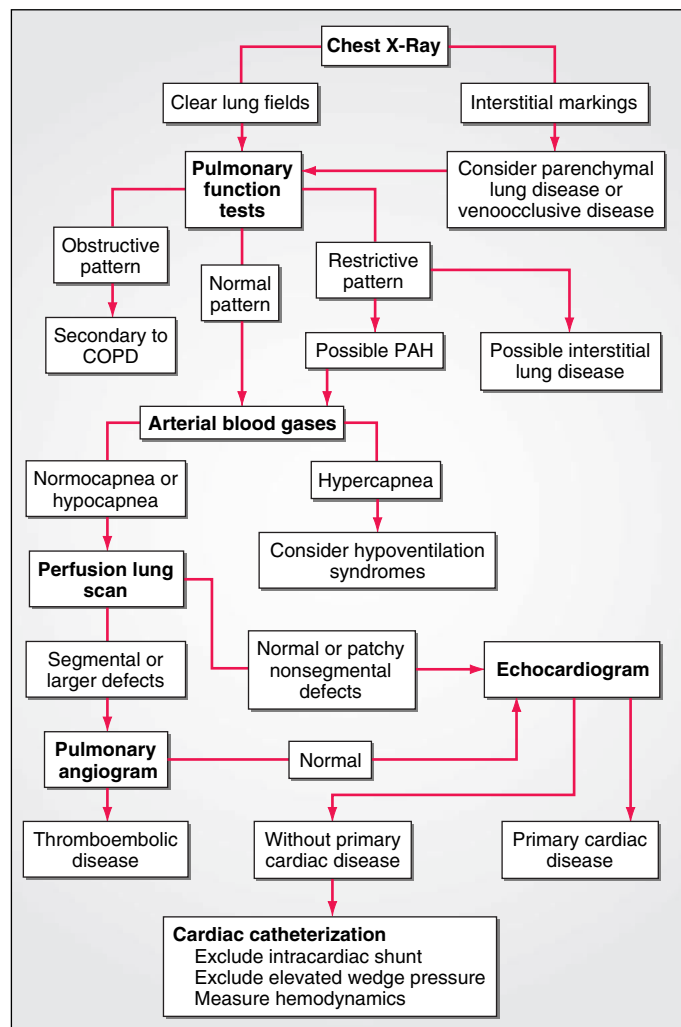 Chest X-Ray
Clear lung fields
Interstitial markings
Pulmonary
function
tests
Consider parenchymal
lung disease or
venoocclusive disease
Obstructive
pattern
Normal
pattern
Restrictive
pattern
Secondary to
COPD
Possible PAH
Possible interstitial
lung disease
Arterial blood gases
Normocapnea or
hypocapnea
Hypercapnea
Perfusion lung
scan
Consider hypoventilation
syndromes
Segmental or
larger defects
Normal or patchy
nonsegmental
defects
Echocardiogram
Pulmonary
angiogram
Normal
Thromboembolic
disease
Without primary
cardiac disease
Primary cardiac
disease
Cardiac catheterization
Exclude intracardiac shunt
Exclude elevated wedge pressure
Measure hemodynamics